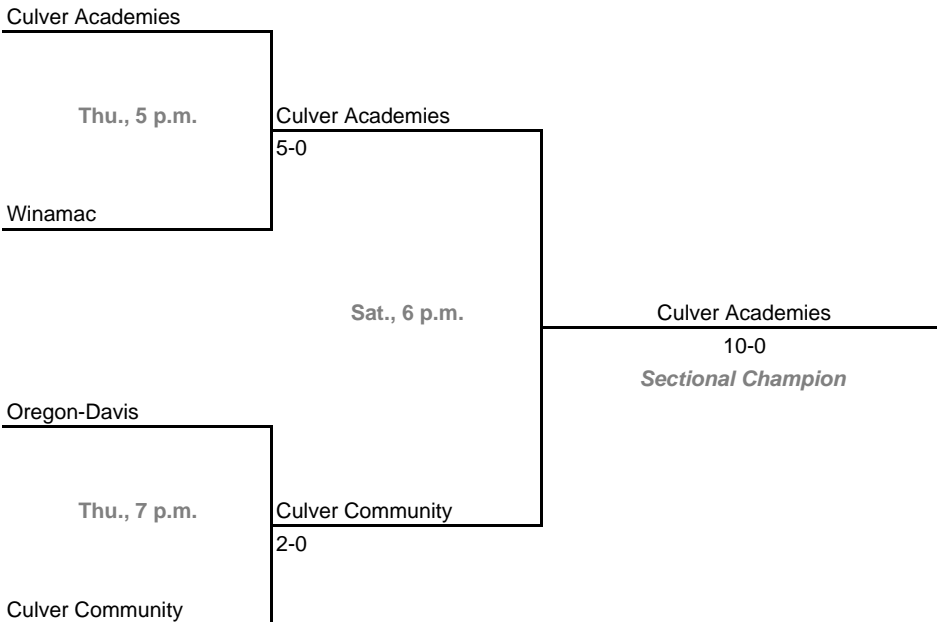 Culver Academies
Thu., 5 p.m.
Culver Academies
5-0
Winamac
Sat., 6 p.m.
Culver Academies
10-0
Sectional Champion
Oregon-Davis
Thu., 7 p.m.
Culver Community
2-0
Culver Community